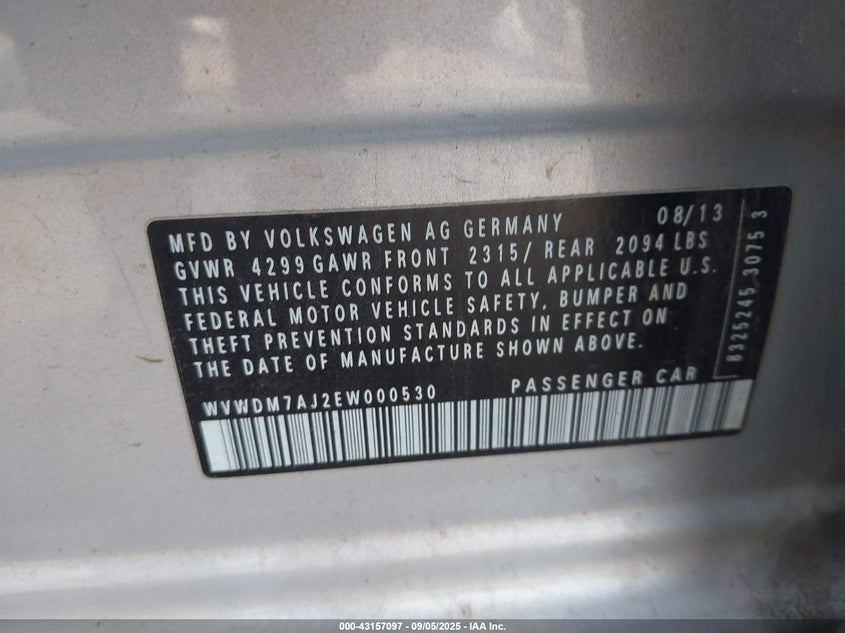 MFD BY VOLKSWAGEN AG GERMANY 08/13
GVWR 4299 GAWR FRONT 2315/ REAR 2094 LBS
THIS VEHICLE CONFORMS TO ALL APPLICABLE U.S.
FEDERAL MOTOR VEHICLE SAFETY, BUMPER AND
THEFT PREVENTION STANDARDS IN EFFECT ON
THE DATE OF MANUFACTURE SHOWN ABOVE.
WVWDM7AJ2EW000530 PASSENGER CAR
8325245 3075 3
000-43157097 - 09/05/2025 - IAA Inc.